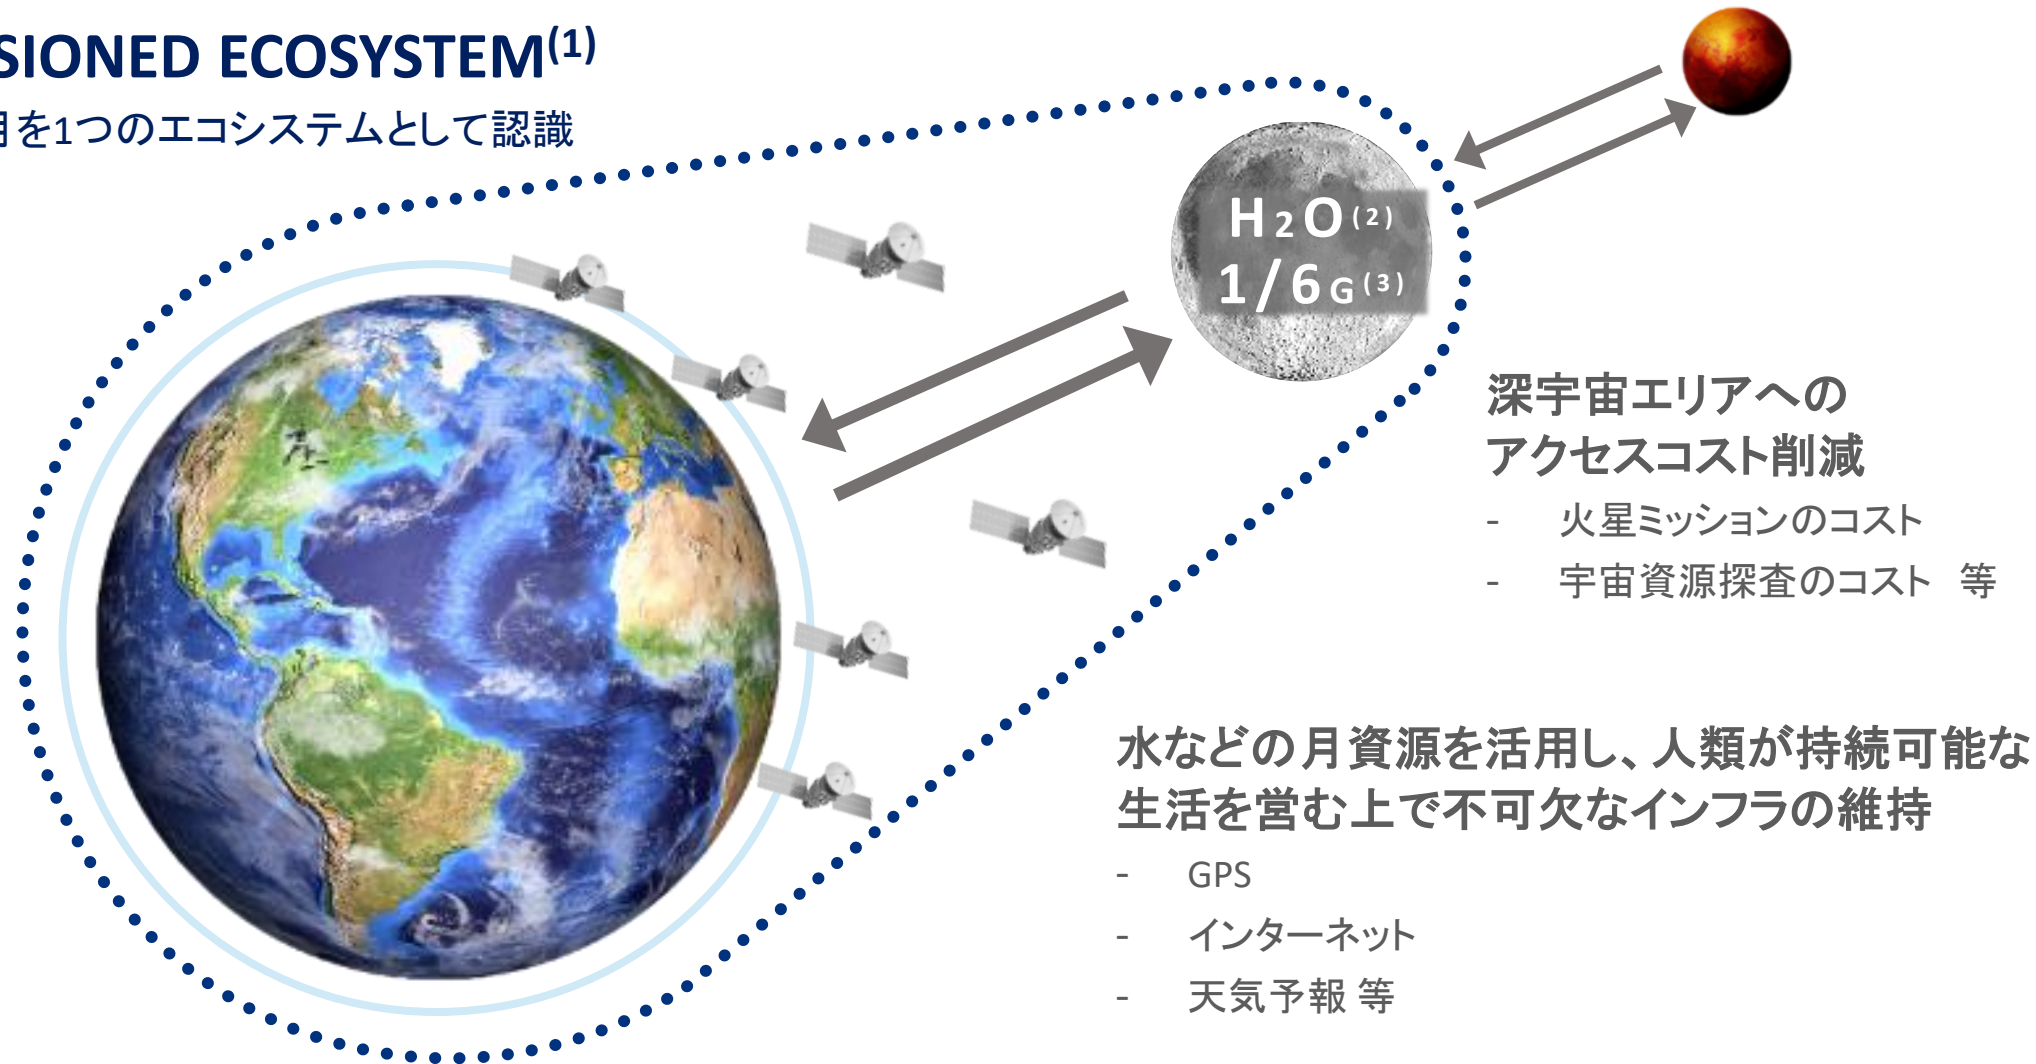 SIONED ECOSYSTEM(1)
月を1つのエコシステムとして認識
H2O(2)
1/6G(3)
深宇宙エリアへの
アクセスコスト削減
- 火星ミッションのコスト
- 宇宙資源探査のコスト 等
水などの月資源を活用し、人類が持続可能な
生活を営む上で不可欠なインフラの維持
- GPS
- インターネット
- 天気予報 等